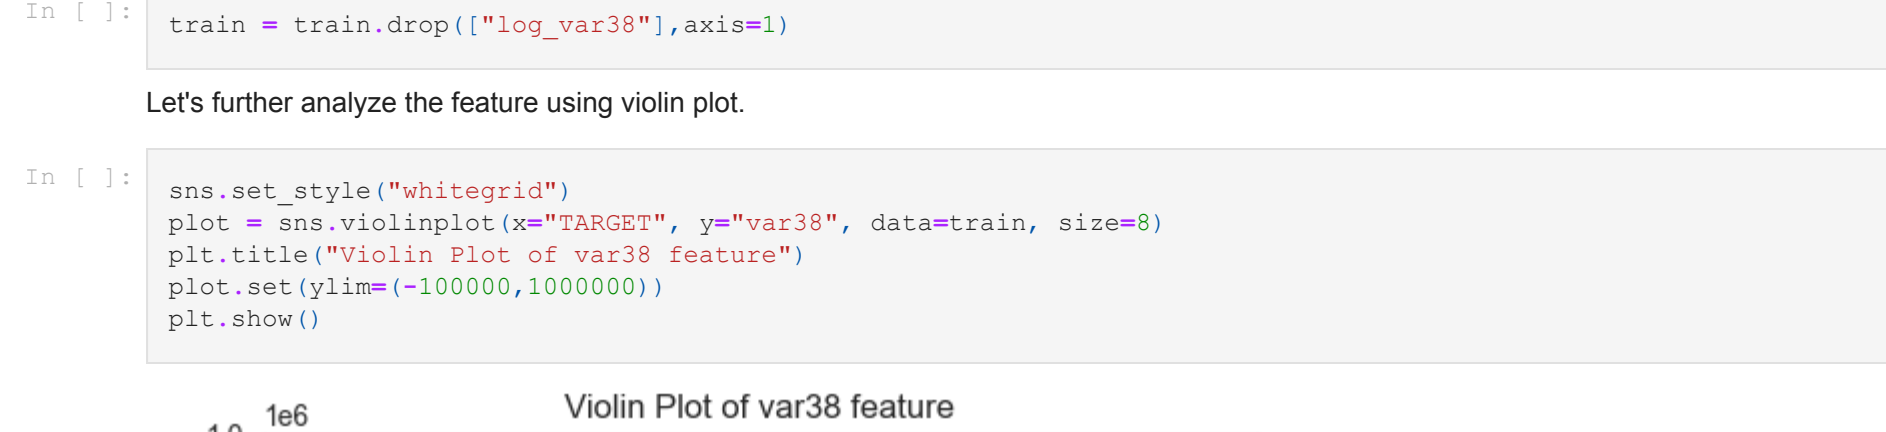 In [ ]:
train = train.drop(["log_var38"],axis=1)
Let's further analyze the feature using violin plot.
In [ ]:
sns.set_style("whitegrid")
plot = sns.violinplot(x="TARGET", y="var38", data=train, size=8)
plt.title("Violin Plot of var38 feature")
plot.set(ylim=(-100000,1000000))
plt.show()
Violin Plot of var38 feature
1e6